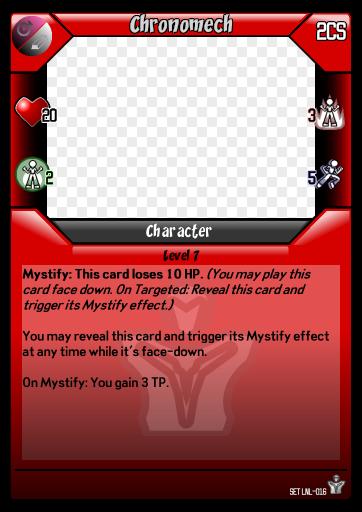 Chronomech
2CS
20
3
2
5
Character
Level 7
Mystify: This card loses 10 HP. (You may play this
card face down. On Targeted: Reveal this card and
trigger its Mystify effect.)
You may reveal this card and trigger its Mystify effect
at any time while it's face-down.
On Mystify: You gain 3 TP.
SET LNL-016